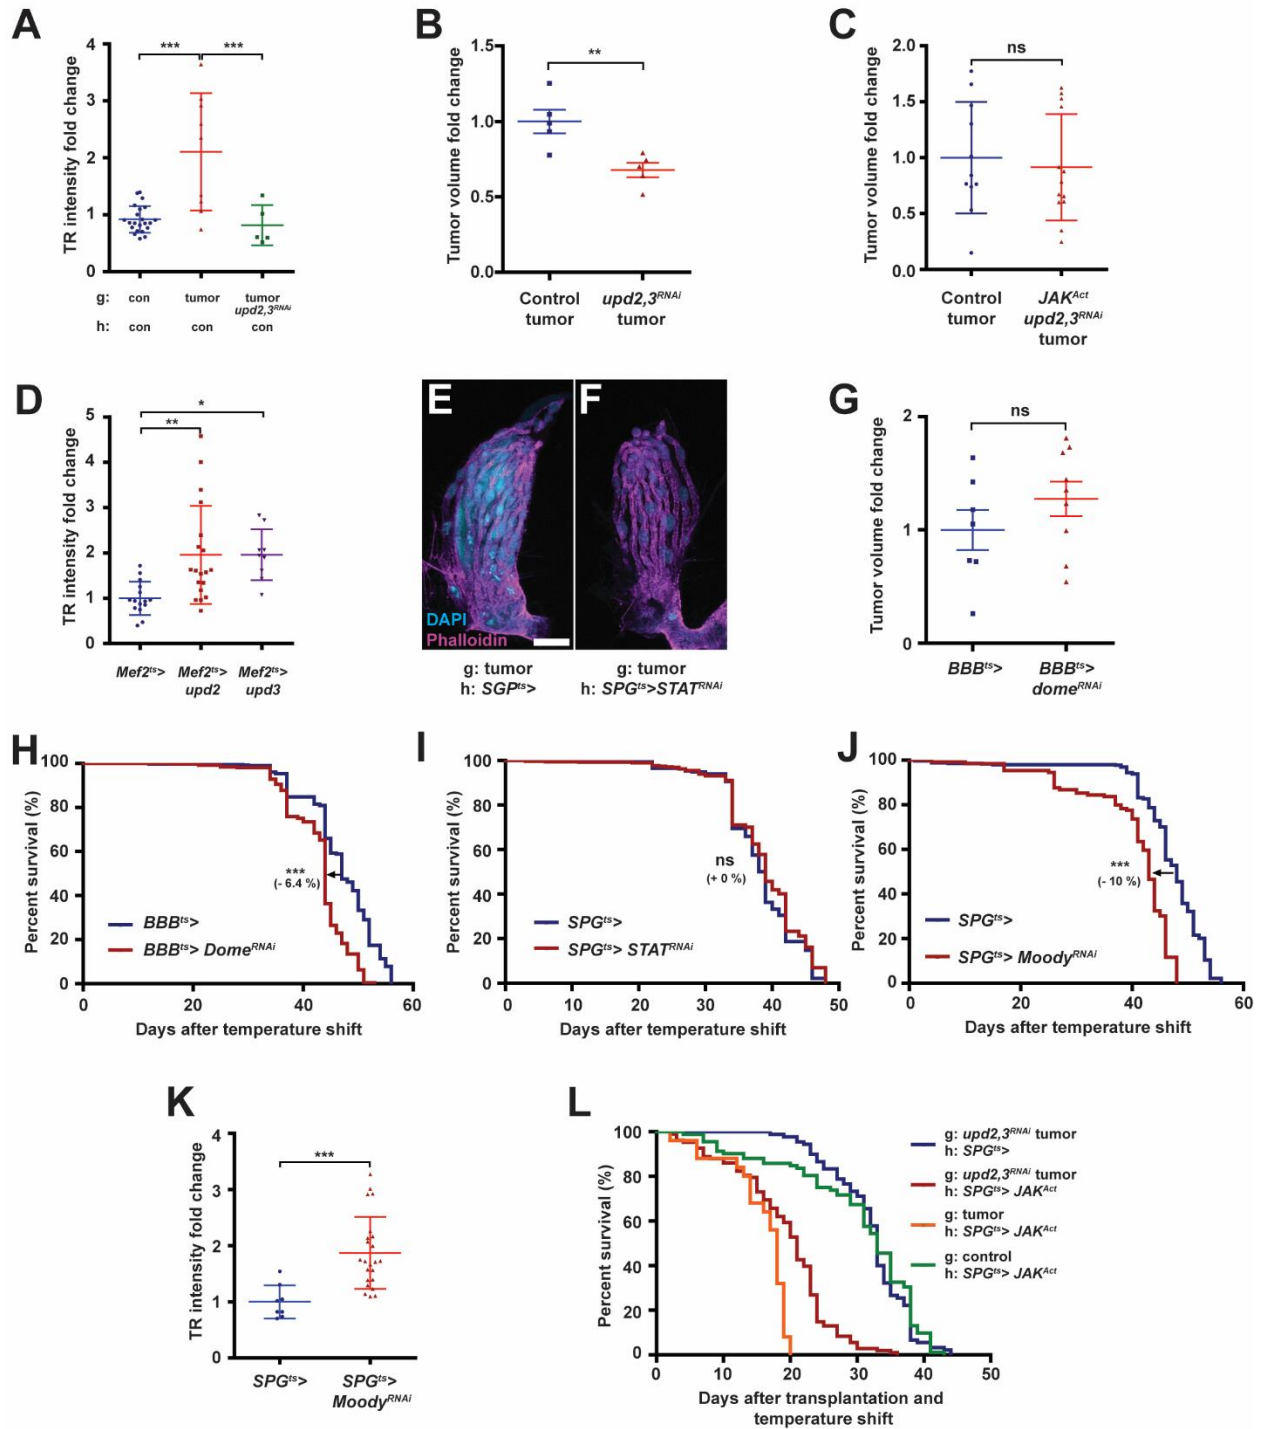 A
TR intensity fold change
4
3
2
1
0
***
***
g: con tumor tumor
upd2,3RNAi
h: con con con
B
Tumor volume fold change
1.5
1.0
0.5
0.0
**
Control
tumor
upd2,3RNAi
tumor
C
Tumor volume fold change
2.0
1.5
1.0
0.5
0.0
ns
Control
tumor
JAKAct
upd2,3RNAi
tumor
D
TR intensity fold change
5
4
3
2
1
0
*
**
Mef2ts>
Mef2ts>
upd2
Mef2ts>
upd3
E
DAPI
Phalloidin
g: tumor
h: SGPts>
F
g: tumor
h: SPGts>STATRNAi
G
Tumor volume fold change
2
1
0
ns
BBBts>
BBBts>
domeRNAi
H
Percent survival (%)
100
80
60
40
20
0
***
(- 6.4 %)
BBBts>
BBBts> DomeRNAi
0 20 40 60
Days after temperature shift
I
Percent survival (%)
100
80
60
40
20
0
ns
(+ 0 %)
SPGts>
SPGts> STATRNAi
0 10 20 30 40 50
Days after temperature shift
J
Percent survival (%)
100
80
60
40
20
0
***
(- 10 %)
SPGts>
SPGts> MoodyRNAi
0 20 40 60
Days after temperature shift
K
TR intensity fold change
4
3
2
1
0
***
SPGts>
SPGts>
MoodyRNAi
L
Percent survival (%)
100
80
60
40
20
0
0 10 20 30 40 50
Days after transplantation and
temperature shift
g: upd2,3RNAi tumor
h: SPGts>
g: upd2,3RNAi tumor
h: SPGts> JAKAct
g: tumor
h: SPGts> JAKAct
g: control
h: SPGts> JAKAct